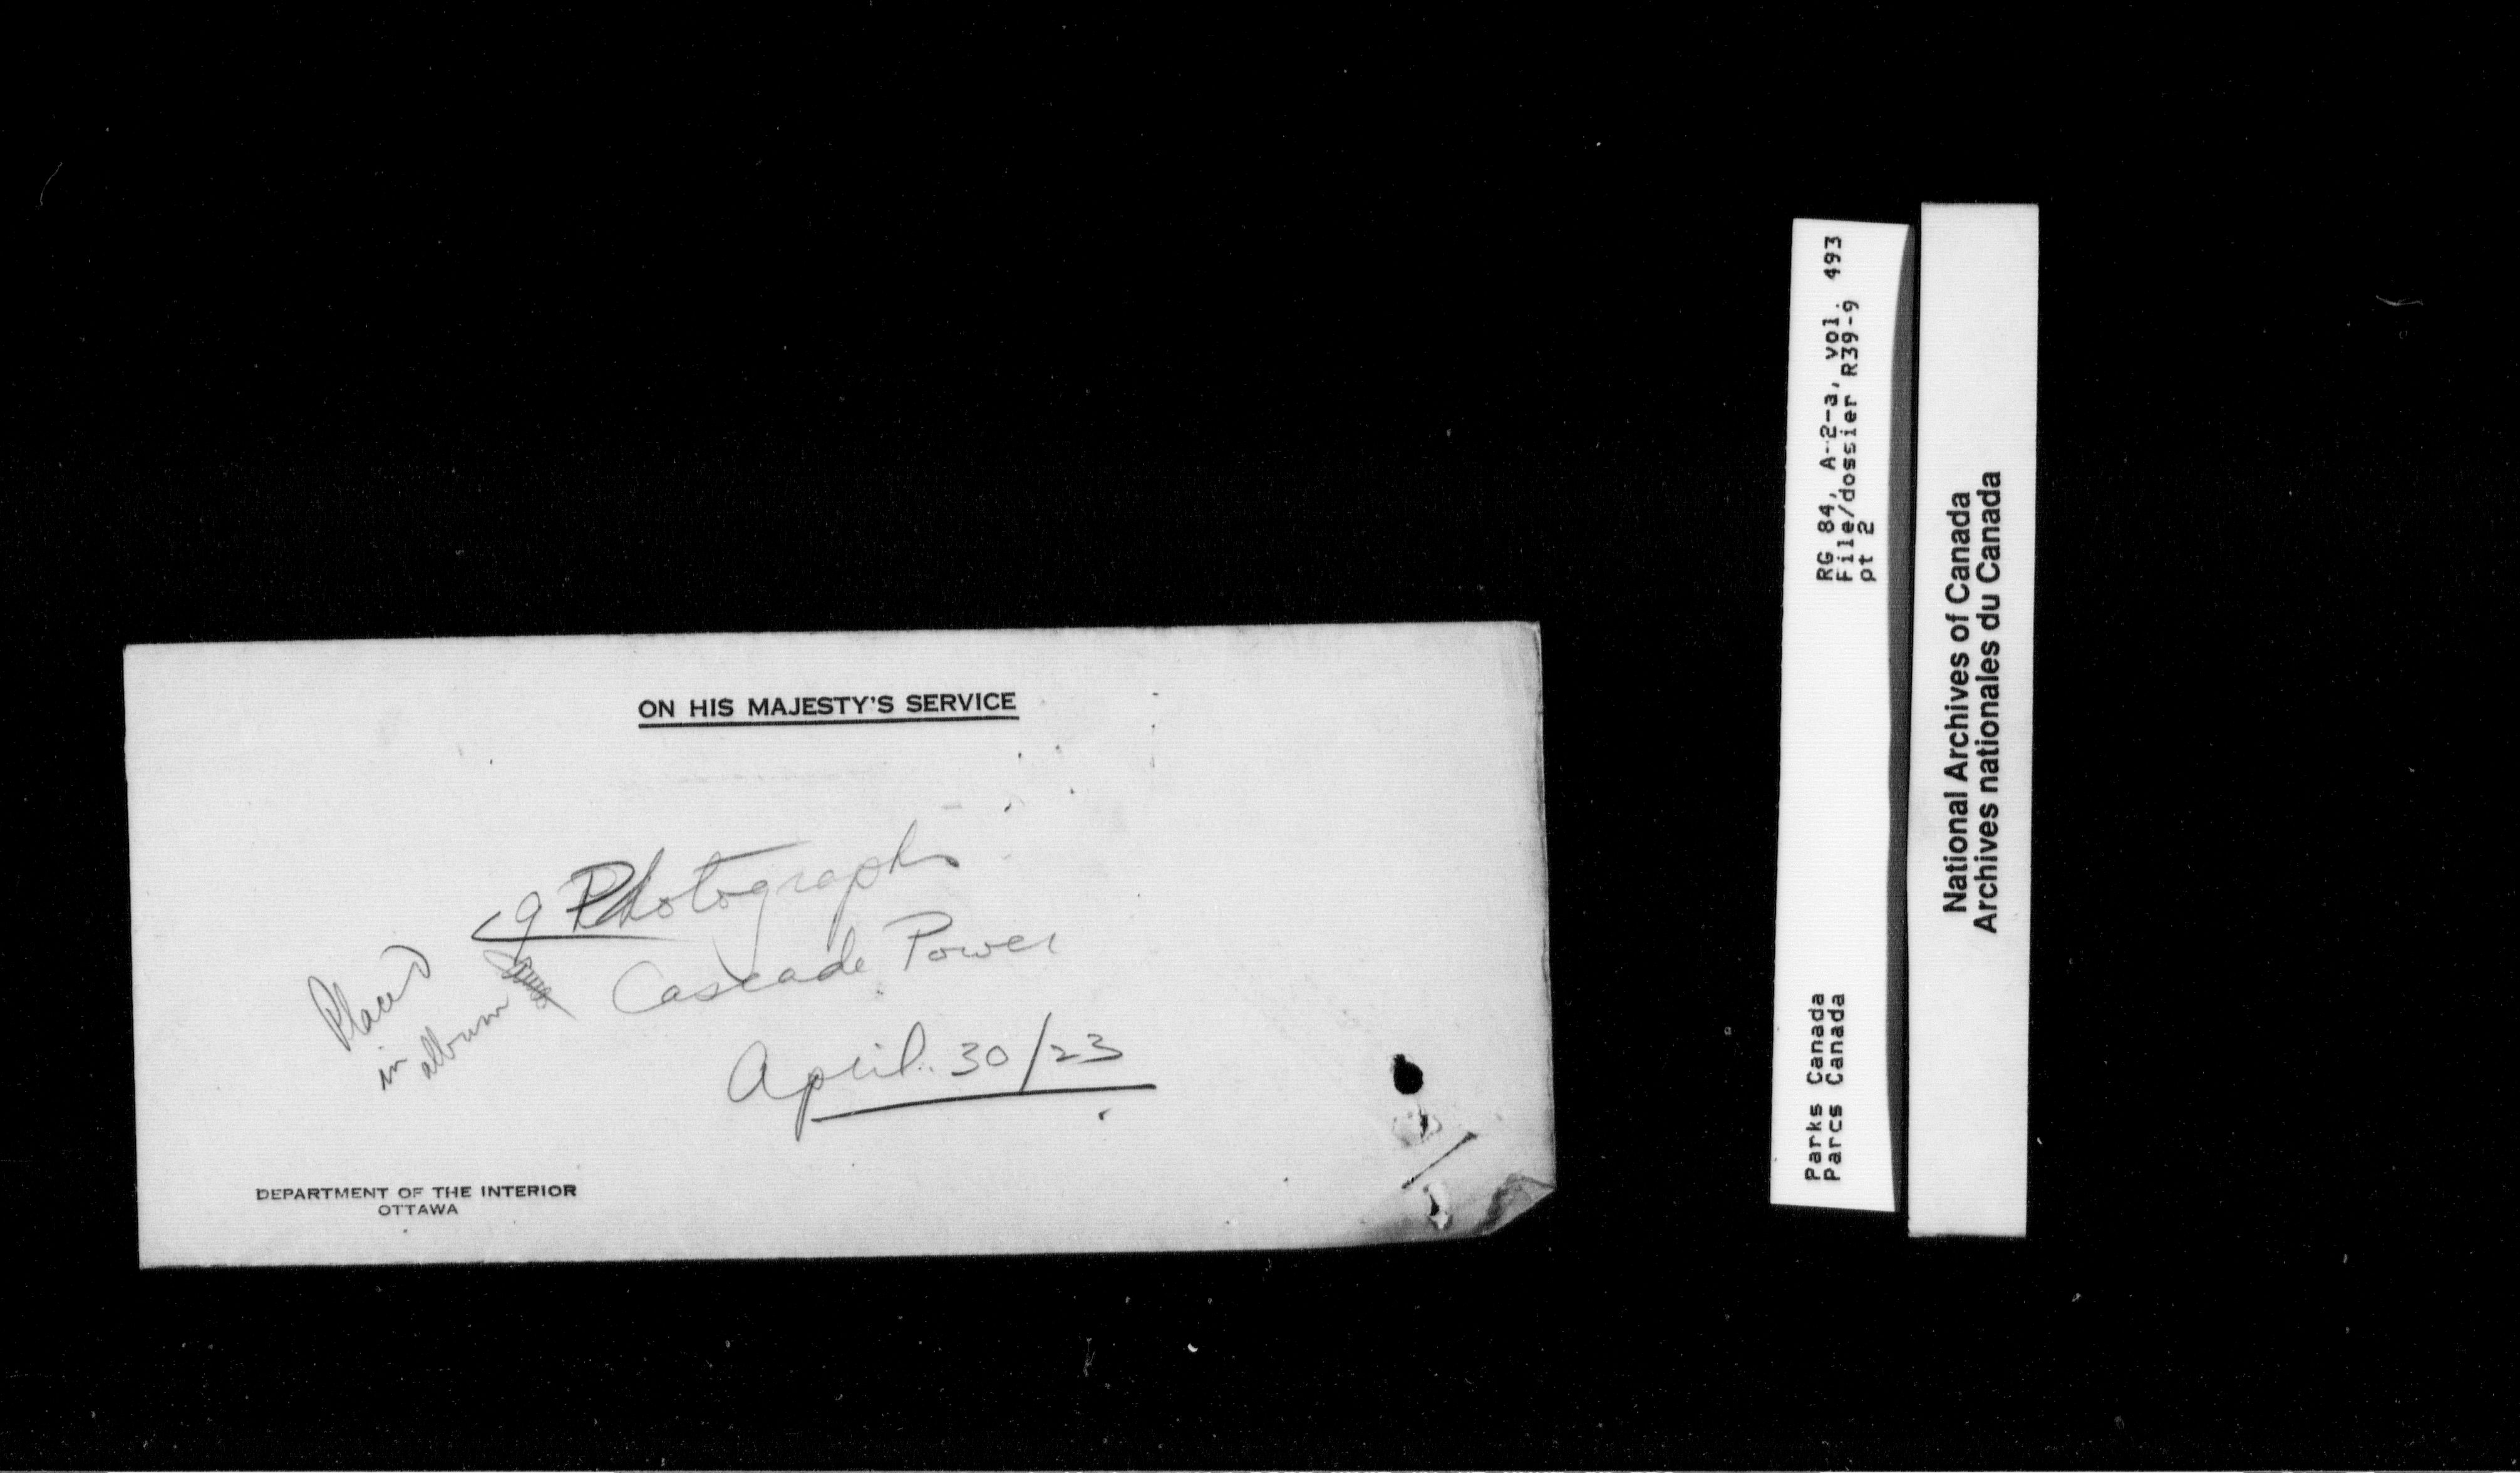 ON HIS MAJESTY'S SERVICE
9 Photographs
Cascade Power
April 30/23
Placed
in album
DEPARTMENT OF THE INTERIOR
OTTAWA
RG 84, A-2-a, vol. 493
File/dossier R39-9
pt 2
Parks Canada
Parcs Canada
National Archives of Canada
Archives nationales du Canada